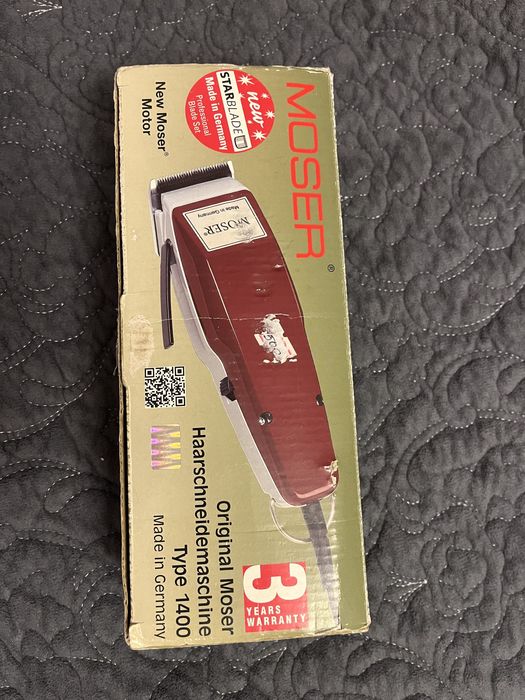 MOSER®
new
STARBLADE
Made in Germany
Professional
Blade Set
New Moser®
Motor
MOSER®
Made in Germany
Original Moser
Haarschneidemaschine
Type 1400
Made in Germany
3
YEARS
WARRANTY